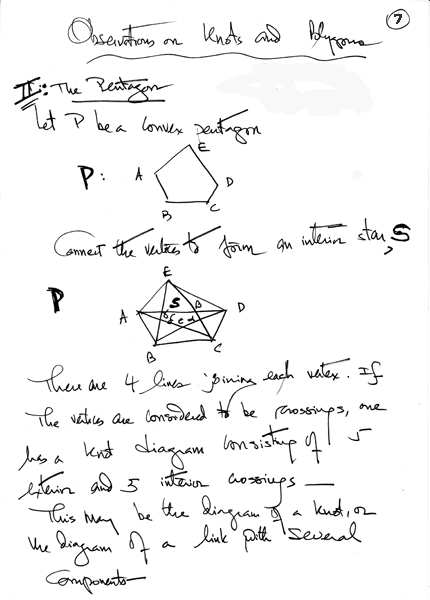 7
Observations on Knots and Polygons
II: The Pentagon
Let P be a convex pentagon
P:
E
A
D
B
C
Connect the vertices to form an interior star, S
P
E
S
A
B
D
e
d
B
C
There are 4 lines joining each vertex. If
the vertices are considered to be crossings, one
has a knot diagram consisting of 5
exterior and 5 interior crossings —
This may be the diagram of a knot, or
the diagram of a link with several
components —